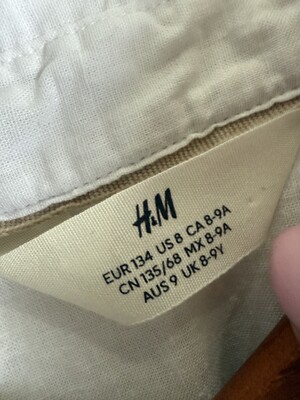 H&M
EUR 134 US 8 CA 8-9A
CN 135/68 MX 8-9A
AUS 9 UK 8-9Y